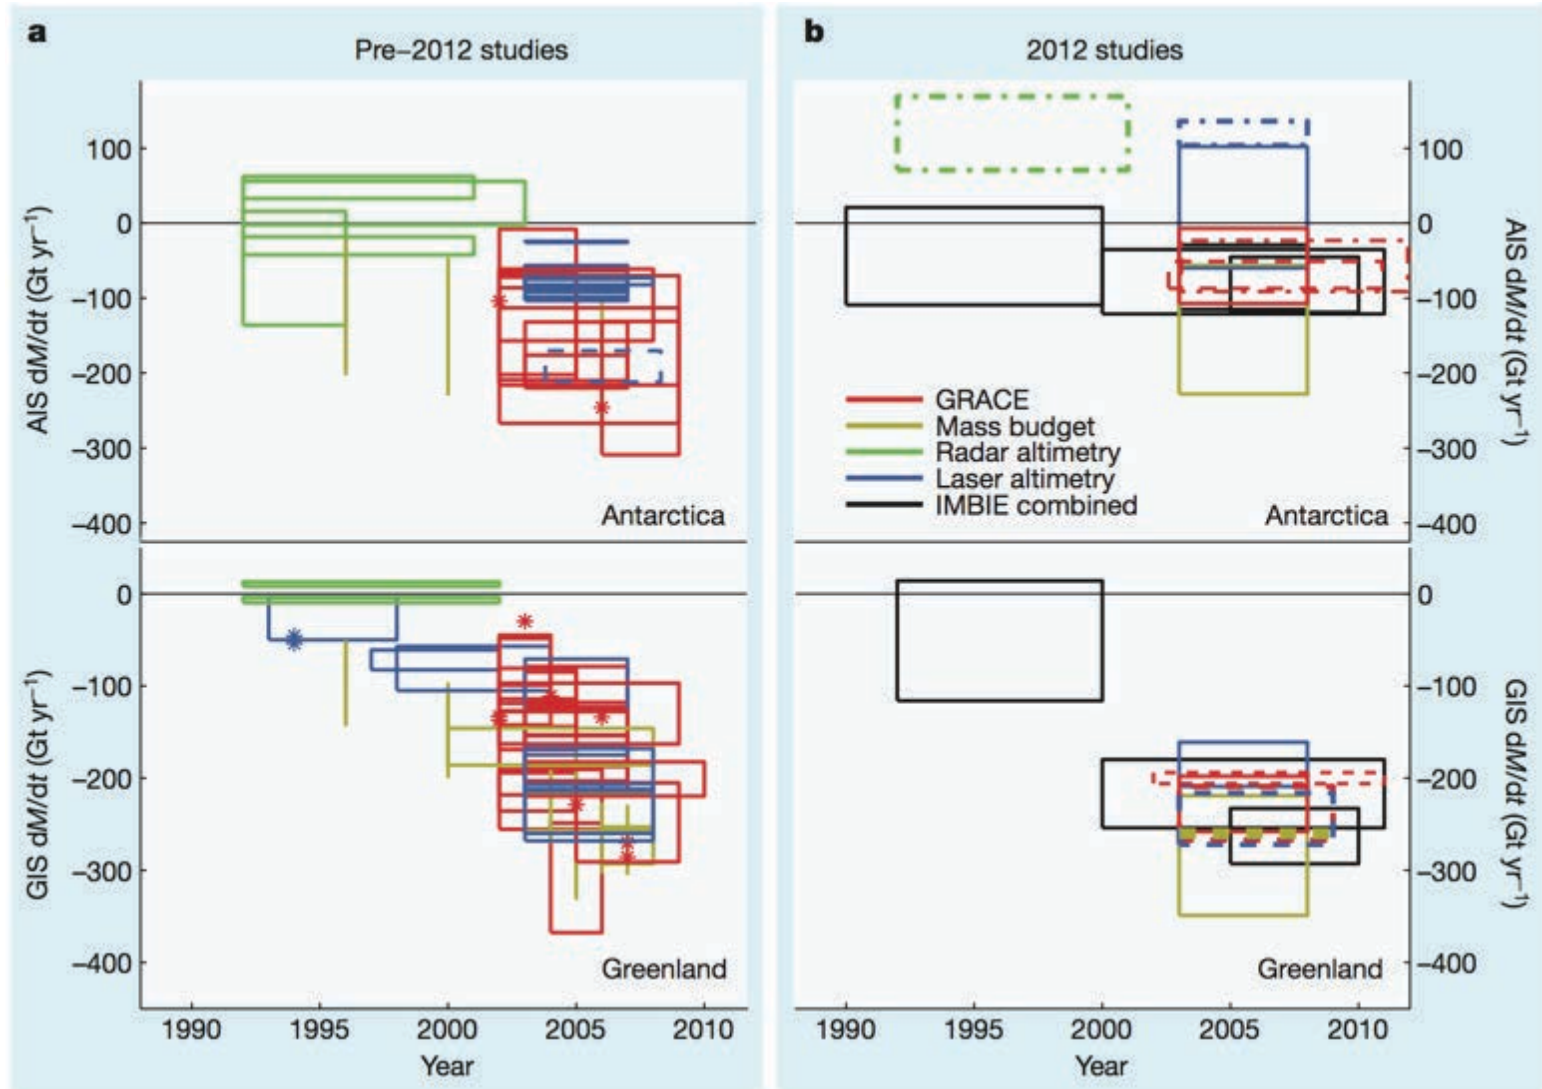 a
Pre–2012 studies
b
2012 studies
AIS dM/dt (Gt yr⁻¹)
100
0
–100
–200
–300
–400
Antarctica
GRACE
Mass budget
Radar altimetry
Laser altimetry
IMBIE combined
Antarctica
100
0
–100
–200
–300
–400
AIS dM/dt (Gt yr⁻¹)
GIS dM/dt (Gt yr⁻¹)
0
–100
–200
–300
–400
Greenland
Greenland
0
–100
–200
–300
–400
GIS dM/dt (Gt yr⁻¹)
1990 1995 2000 2005 2010
Year
1990 1995 2000 2005 2010
Year